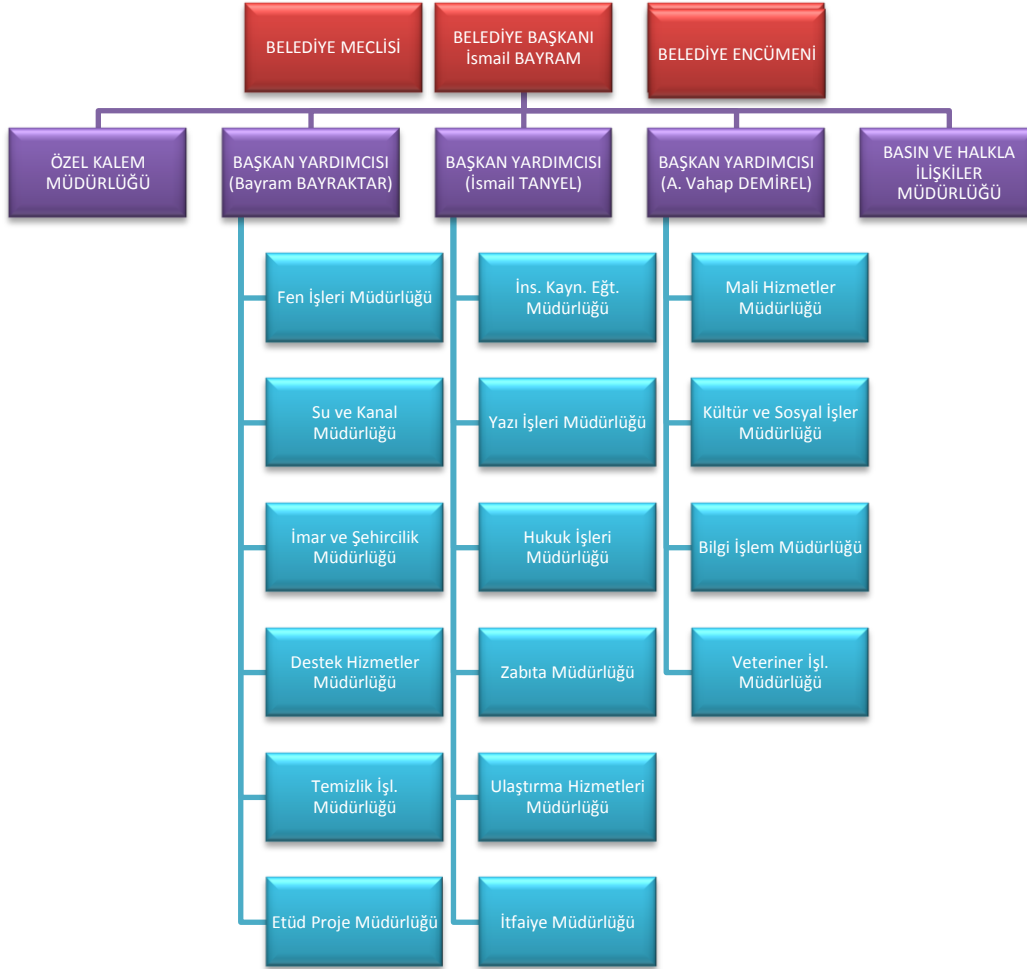 BELEDİYE MECLİSİ
BELEDİYE BAŞKANI
İsmail BAYRAM
BELEDİYE ENCÜMENİ
ÖZEL KALEM
MÜDÜRLÜĞÜ
BAŞKAN YARDIMCISI
(Bayram BAYRAKTAR)
BAŞKAN YARDIMCISI
(İsmail TANYEL)
BAŞKAN YARDIMCISI
(A. Vahap DEMİREL)
BASIN VE HALKLA
İLİŞKİLER
MÜDÜRLÜĞÜ
Fen İşleri Müdürlüğü
Su ve Kanal
Müdürlüğü
İmar ve Şehircilik
Müdürlüğü
Destek Hizmetler
Müdürlüğü
Temizlik İşl.
Müdürlüğü
Etüd Proje Müdürlüğü
İns. Kayn. Eğt.
Müdürlüğü
Yazı İşleri Müdürlüğü
Hukuk İşleri
Müdürlüğü
Zabıta Müdürlüğü
Ulaştırma Hizmetleri
Müdürlüğü
İtfaiye Müdürlüğü
Mali Hizmetler
Müdürlüğü
Kültür ve Sosyal İşler
Müdürlüğü
Bilgi İşlem Müdürlüğü
Veteriner İşl.
Müdürlüğü